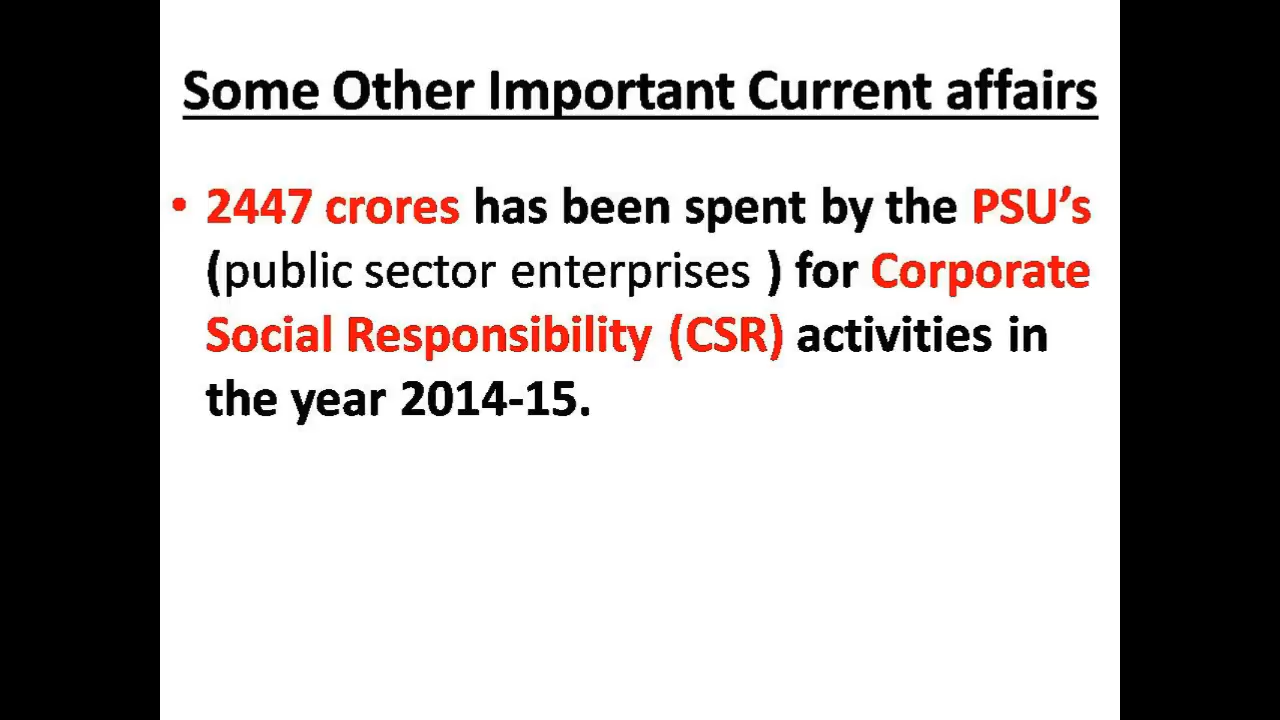 Some Other Important Current affairs
• 2447 crores has been spent by the PSU’s
(public sector enterprises ) for Corporate
Social Responsibility (CSR) activities in
the year 2014-15.